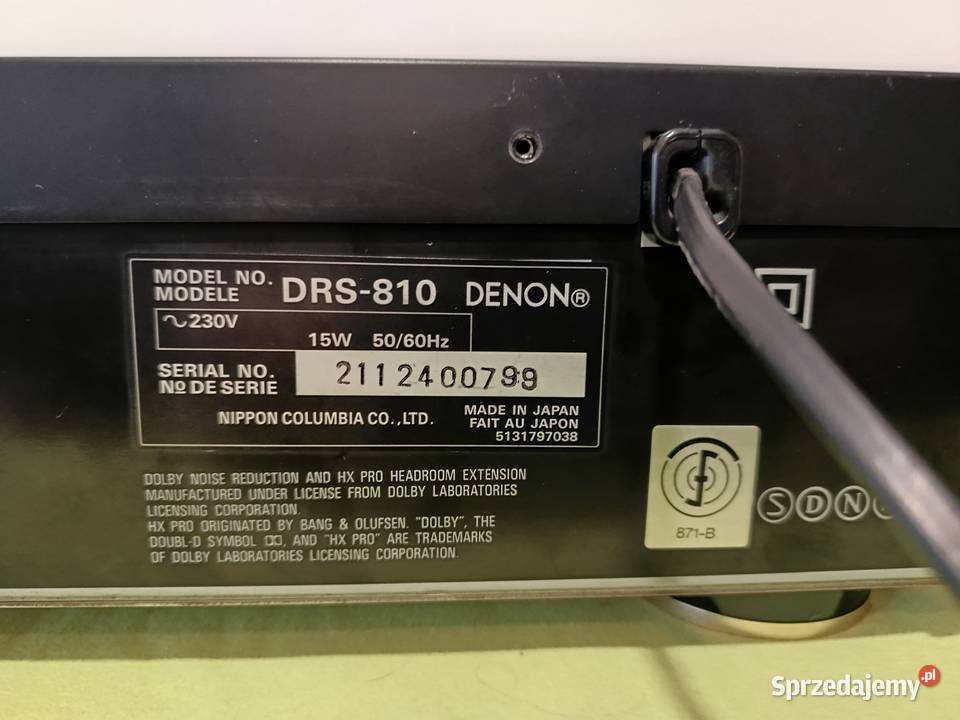 MODEL NO.
MODELE
DRS-810 DENON®
∿230V
15W 50/60Hz
SERIAL NO.
Nº DE SERIE
2112400799
NIPPON COLUMBIA CO.,LTD.
MADE IN JAPAN
FAIT AU JAPON
5131797038
DOLBY NOISE REDUCTION AND HX PRO HEADROOM EXTENSION
MANUFACTURED UNDER LICENSE FROM DOLBY LABORATORIES
LICENSING CORPORATION.
HX PRO ORIGINATED BY BANG & OLUFSEN. "DOLBY", THE
DOUBL-D SYMBOL, AND "HX PRO" ARE TRADEMARKS
OF DOLBY LABORATORIES LICENSING CORPORATION.
871-B
S D N
Sprzedajemy.pl